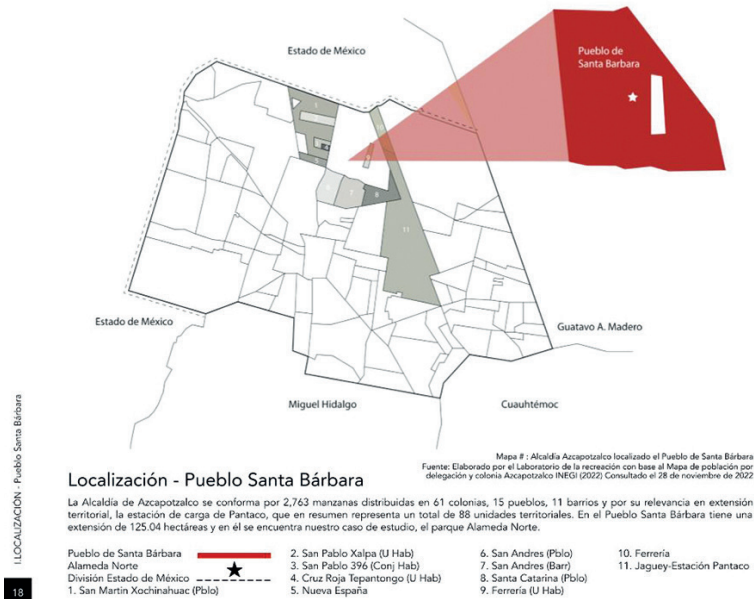 Estado de México
Pueblo de
Santa Barbara
1
3
5
6
7
8
11
Estado de México
Guatavo A. Madero
Miguel Hidalgo
Cuauhtémoc
Mapa # : Alcaldía Azcapotzalco localizado el Pueblo de Santa Bárbara
Fuente: Elaborado por el Laboratorio de la recreación con base al Mapa de población por
delegación y colonia Azcapotzalco INEGI (2022) Consultado el 28 de noviembre de 2022
Localización - Pueblo Santa Bárbara
La Alcaldía de Azcapotzalco se conforma por 2,763 manzanas distribuidas en 61 colonias, 15 pueblos, 11 barrios y por su relevancia en extensión
territorial, la estación de carga de Pantaco, que en resumen representa un total de 88 unidades territoriales. En el Pueblo Santa Bárbara tiene una
extensión de 125.04 hectáreas y en él se encuentra nuestro caso de estudio, el parque Alameda Norte.
Pueblo de Santa Bárbara
Alameda Norte
División Estado de México
1. San Martin Xochinahuac (Pblo)
2. San Pablo Xalpa (U Hab)
3. San Pablo 396 (Conj Hab)
4. Cruz Roja Tepantongo (U Hab)
5. Nueva España
6. San Andres (Pblo)
7. San Andres (Barr)
8. Santa Catarina (Pblo)
9. Ferrería (U Hab)
10. Ferrería
11. Jaguey-Estación Pantaco
I.LOCALIZACIÓN - Pueblo Santa Bárbara
18